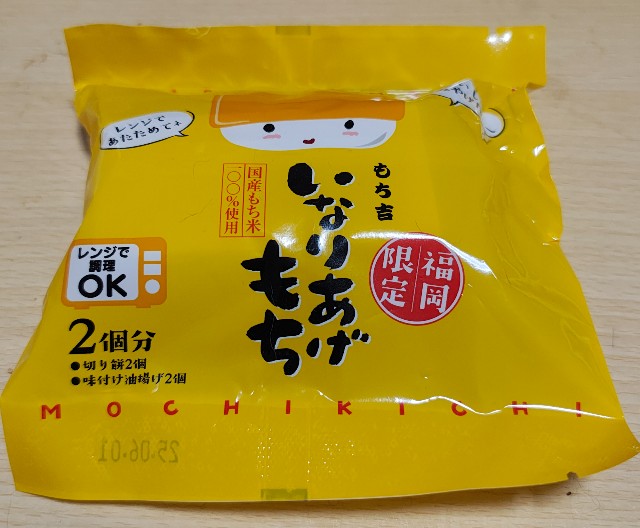 レンジで
あたためて♪
もち吉
いなりあげ
もち
国産もち米
一〇〇%使用
福岡
限定
レンジで
調理
OK
2個分
●切り餅2個
●味付け油揚げ2個
MOCHIKICHI
25.06.01